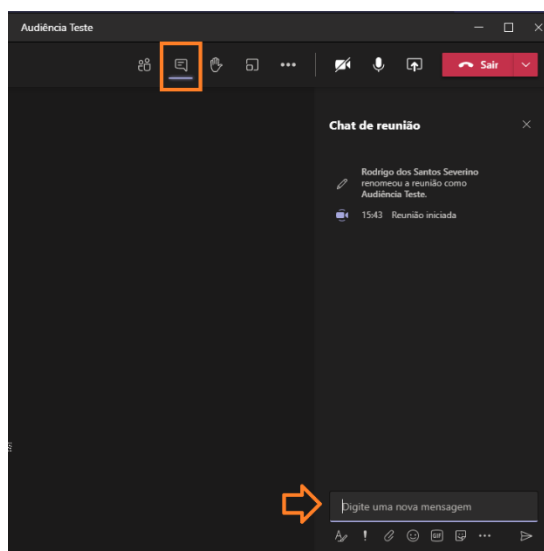 Audiência Teste
Sair
Chat de reunião
Rodrigo dos Santos Severino
renomeou a reunião como
Audiência Teste.
15:43 Reunião iniciada
Digite uma nova mensagem
GIF